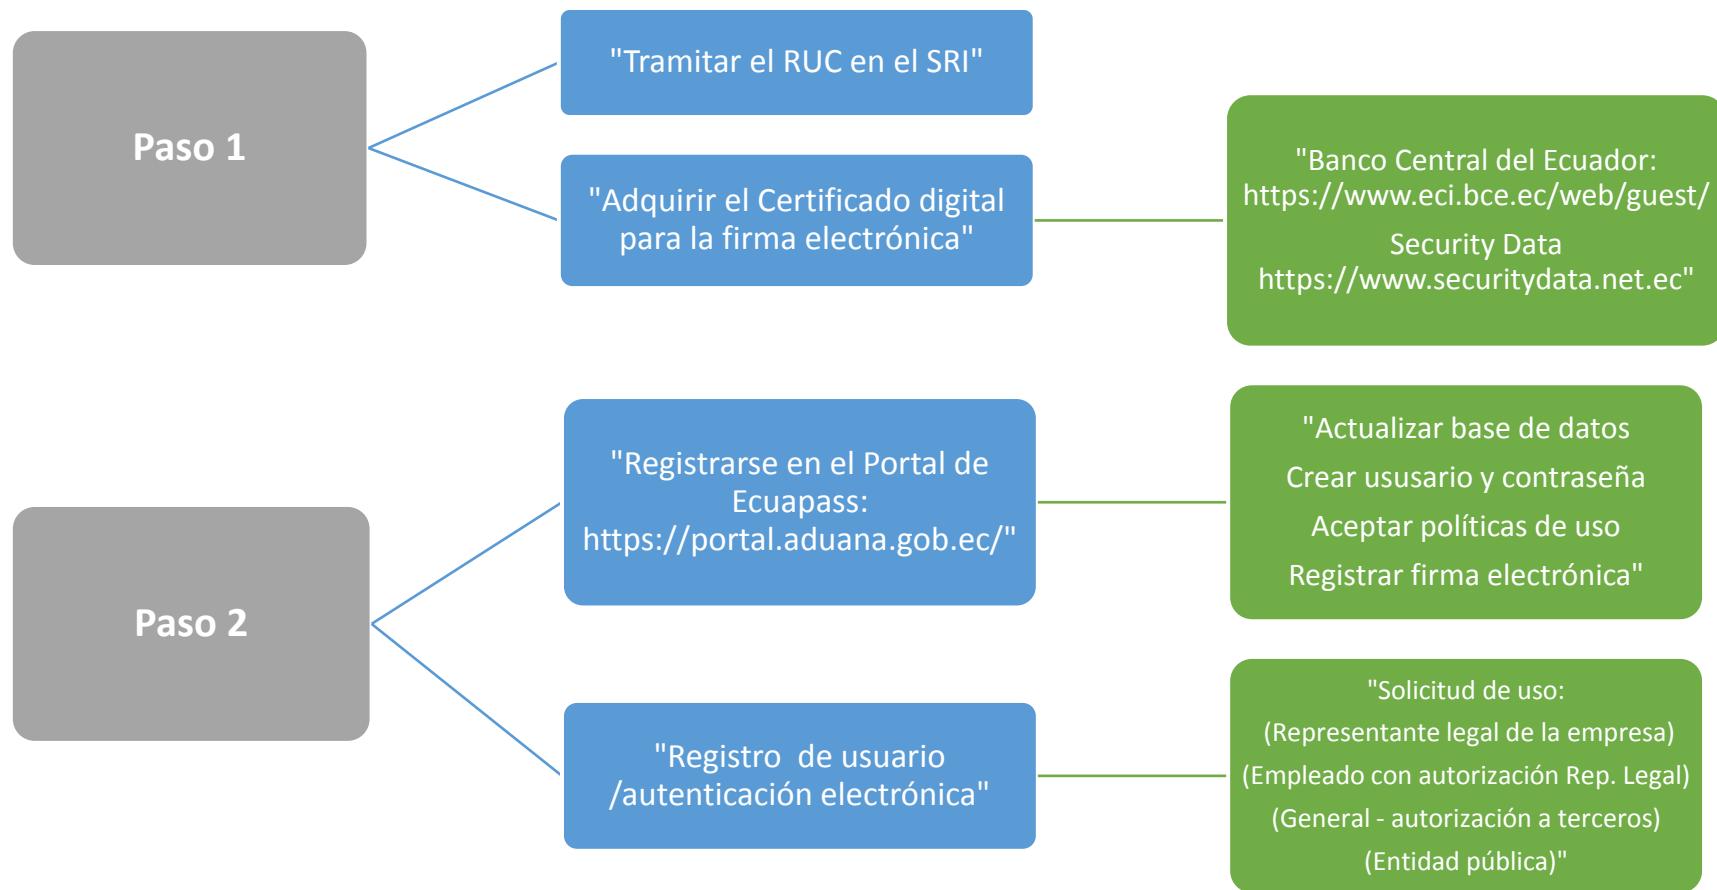 Paso 1
"Tramitar el RUC en el SRI"
"Adquirir el Certificado digital
para la firma electrónica"
"Banco Central del Ecuador:
https://www.eci.bce.ec/web/guest/
Security Data
https://www.securitydata.net.ec"
Paso 2
"Registrarse en el Portal de
Ecuapass:
https://portal.aduana.gob.ec/"
"Actualizar base de datos
Crear ususario y contraseña
Aceptar políticas de uso
Registrar firma electrónica"
"Registro  de usuario
/autenticación electrónica"
"Solicitud de uso:
(Representante legal de la empresa)
(Empleado con autorización Rep. Legal)
(General - autorización a terceros)
(Entidad pública)"